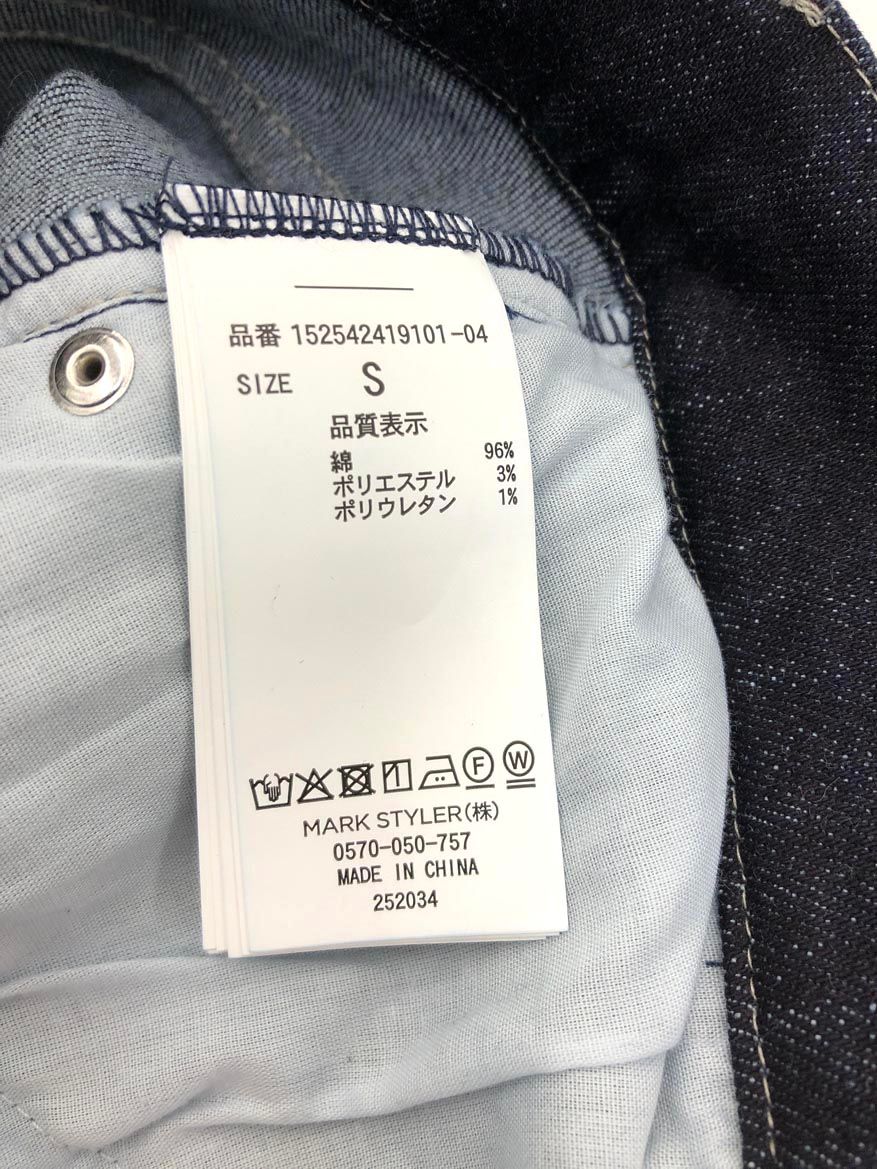 品番 152542419101-04
SIZE S
品質表示
綿 96%
ポリエステル 3%
ポリウレタン 1%
F W
MARK STYLER(株)
0570-050-757
MADE IN CHINA
252034